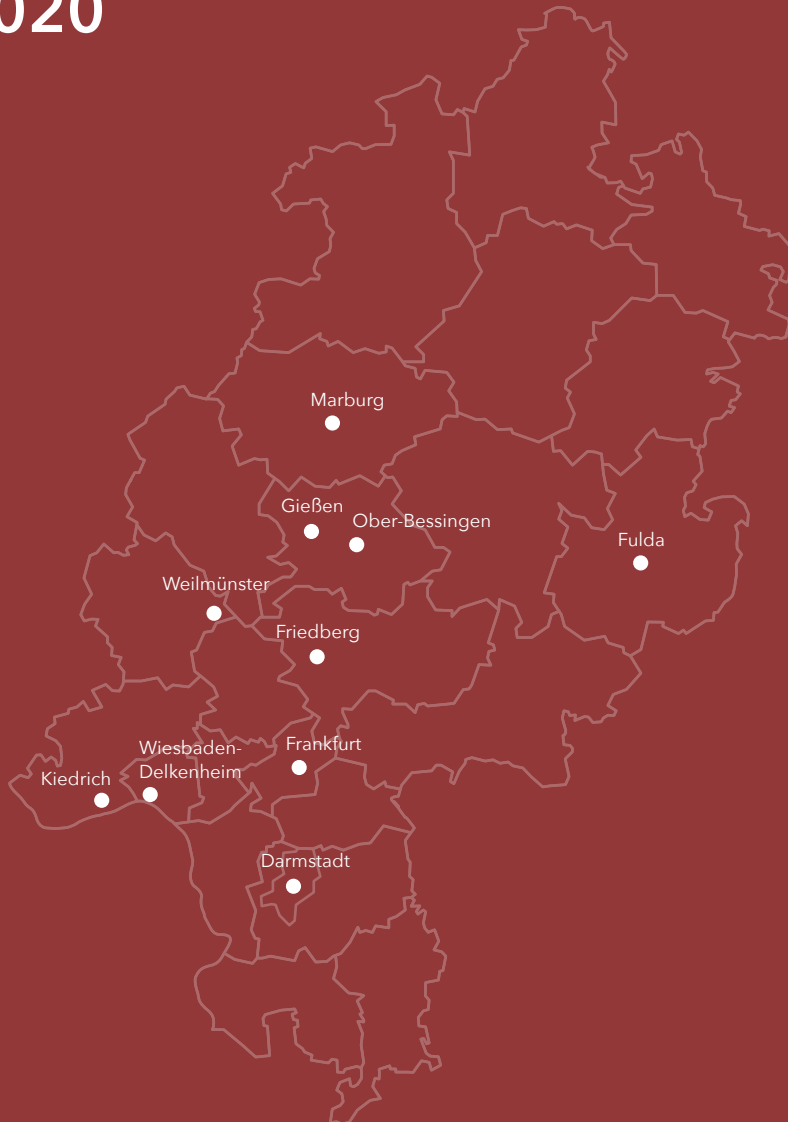 020
Marburg
Gießen
Ober-Bessingen
Fulda
Weilmünster
Friedberg
Frankfurt
Wiesbaden-
Delkenheim
Kiedrich
Darmstadt